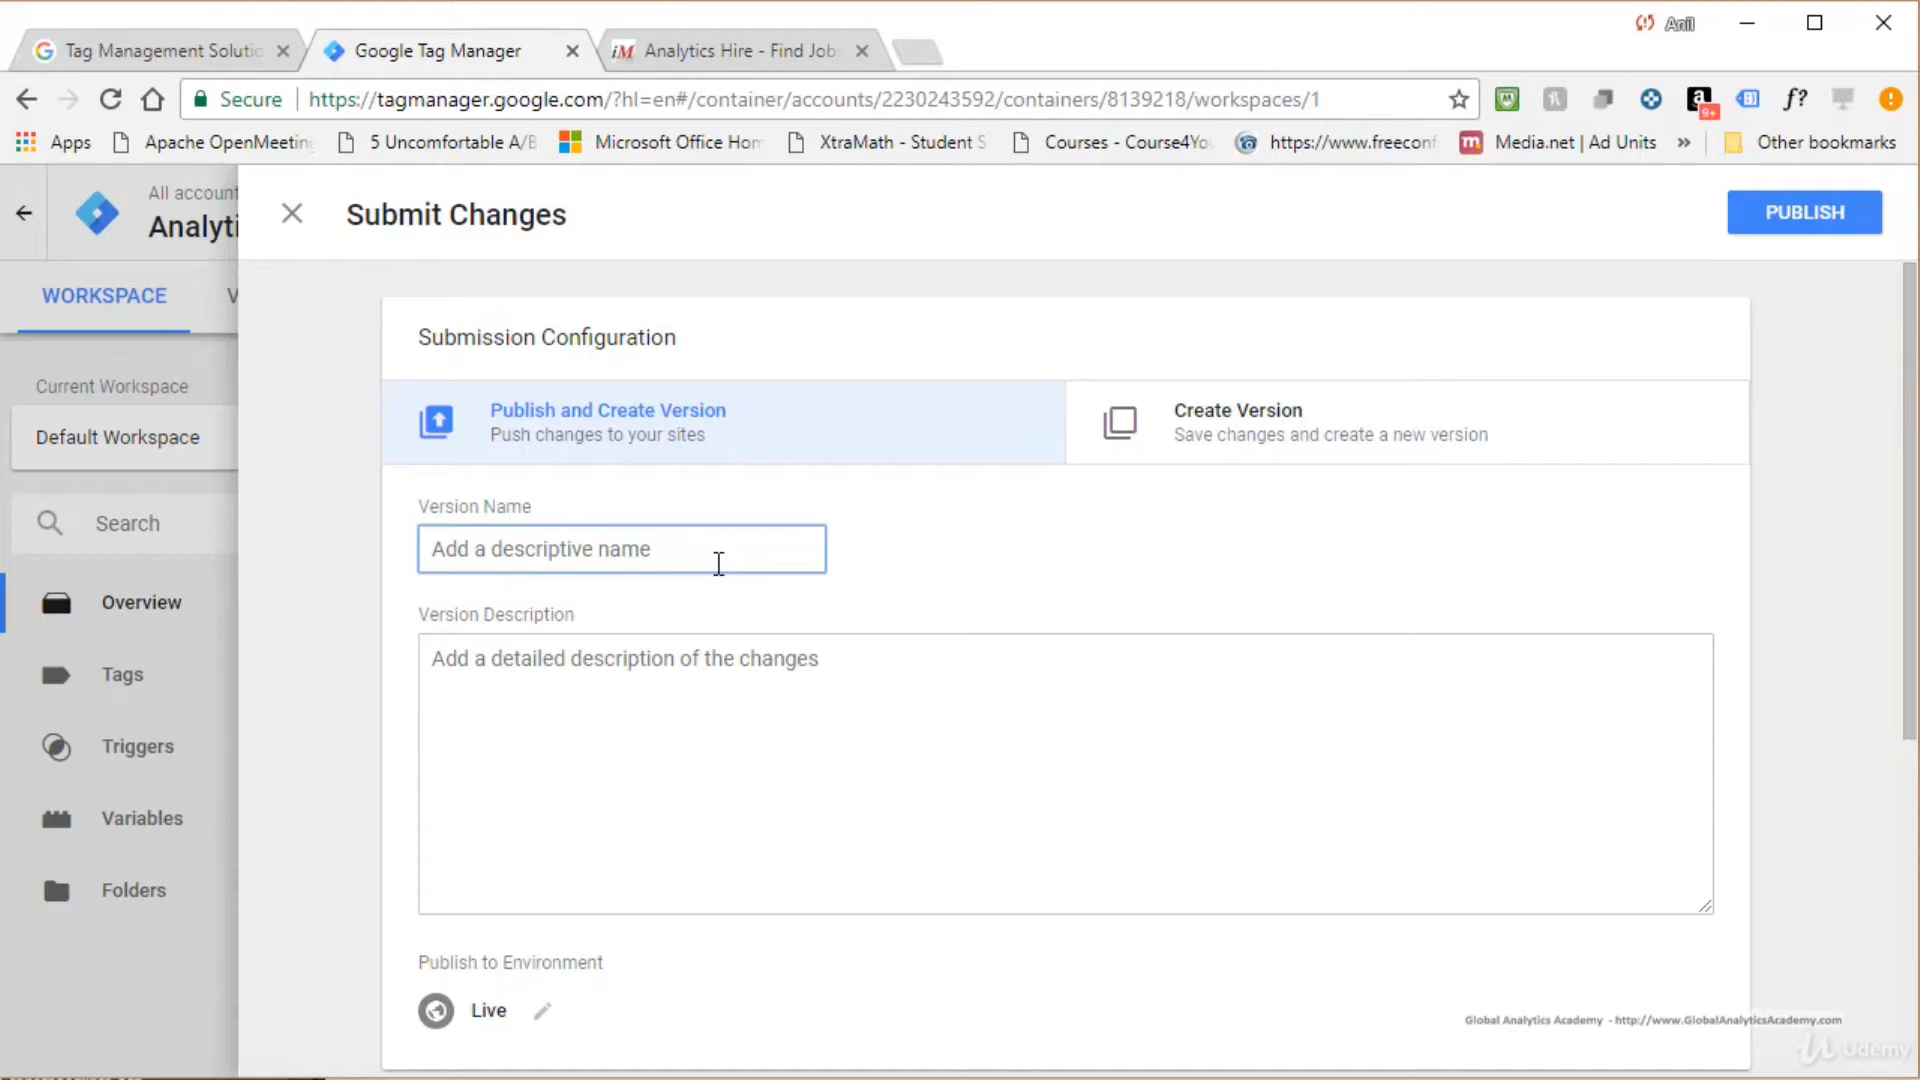 Anil
Tag Management Solutio
Google Tag Manager
iM Analytics Hire - Find Job
Secure https://tagmanager.google.com/?hl=en#/container/accounts/2230243592/containers/8139218/workspaces/1
a 9+ f?
Apps Apache OpenMeeting 5 Uncomfortable A/B Microsoft Office Hom XtraMath - Student S Courses - Course4Yo https://www.freeconf m Media.net | Ad Units » Other bookmarks
All account
Analyti
Submit Changes
PUBLISH
WORKSPACE V
Submission Configuration
Current Workspace
Default Workspace
Publish and Create Version
Push changes to your sites
Create Version
Save changes and create a new version
Search
Version Name
Add a descriptive name
Overview
Version Description
Add a detailed description of the changes
Tags
Triggers
Variables
Folders
Publish to Environment
Live
Global Analytics Academy - http://www.GlobalAnalyticsAcademy.com
Udemy